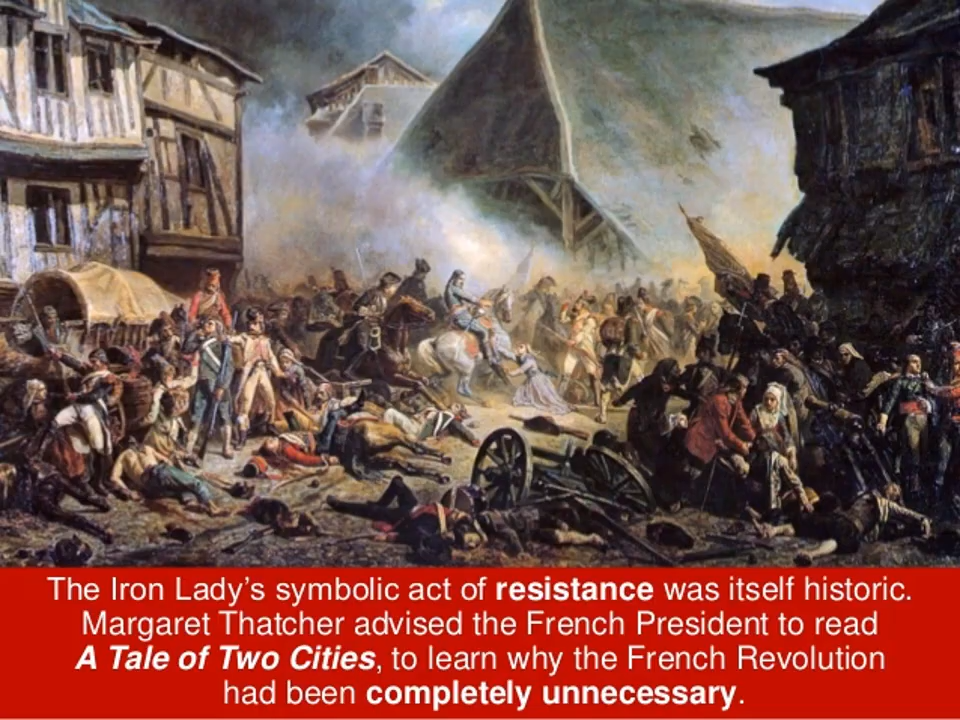 The Iron Lady’s symbolic act of resistance was itself historic.
Margaret Thatcher advised the French President to read
A Tale of Two Cities, to learn why the French Revolution
had been completely unnecessary.